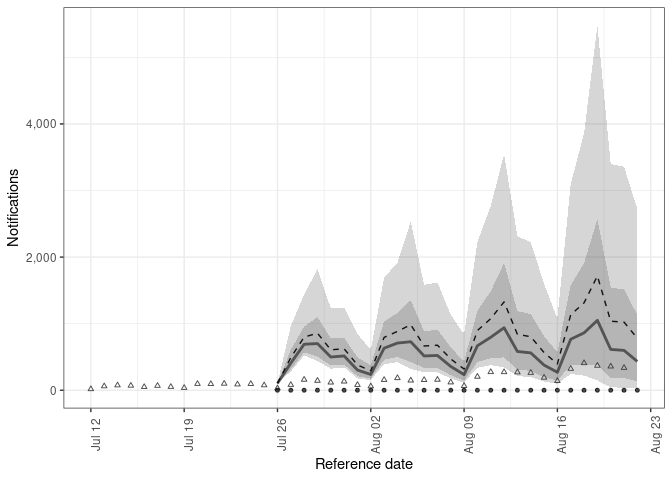 4,000
2,000
0
Notifications
Jul 12
Jul 19
Jul 26
Aug 02
Aug 09
Aug 16
Aug 23
Reference date